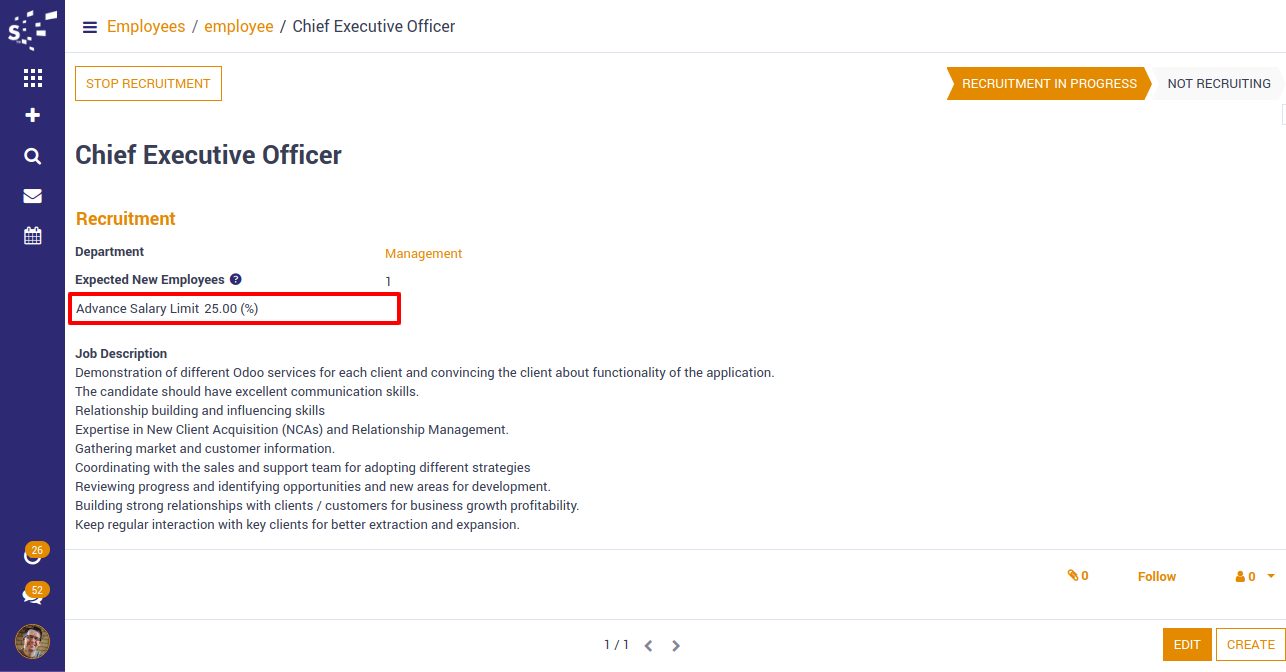 Employees / employee / Chief Executive Officer
STOP RECRUITMENT
RECRUITMENT IN PROGRESS
NOT RECRUITING
Chief Executive Officer
Recruitment
Department Management
Expected New Employees ? 1
Advance Salary Limit 25.00 (%)
Job Description
Demonstration of different Odoo services for each client and convincing the client about functionality of the application.
The candidate should have excellent communication skills.
Relationship building and influencing skills
Expertise in New Client Acquisition (NCAs) and Relationship Management.
Gathering market and customer information.
Coordinating with the sales and support team for adopting different strategies
Reviewing progress and identifying opportunities and new areas for development.
Building strong relationships with clients / customers for business growth profitability.
Keep regular interaction with key clients for better extraction and expansion.
26
52
0 Follow 0
1 / 1
EDIT CREATE